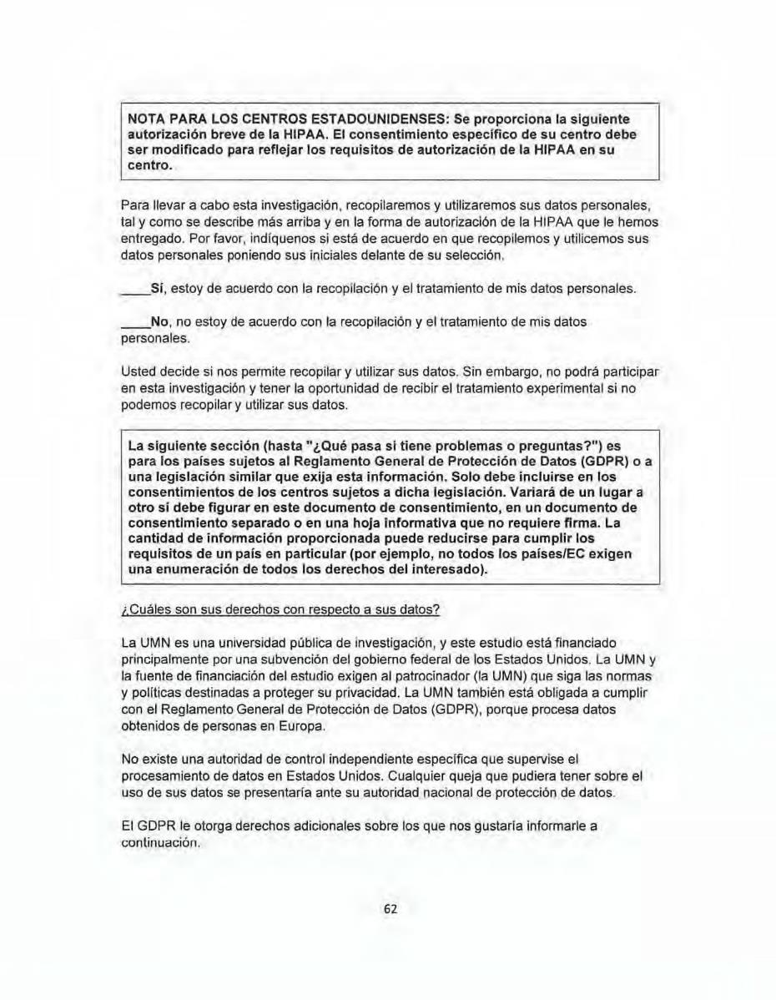 NOTA PARA LOS CENTROS ESTADOUNIDENSES: Se proporciona la siguiente
autorización breve de la HIPAA. El consentimiento específico de su centro debe
ser modificado para reflejar los requisitos de autorización de la HIPAA en su
centro.
Para llevar a cabo esta investigación, recopilaremos y utilizaremos sus datos personales,
tal y como se describe más arriba y en la forma de autorización de la HIPAA que le hemos
entregado. Por favor, indíquenos si está de acuerdo en que recopilemos y utilicemos sus
datos personales poniendo sus iniciales delante de su selección.
____Sí, estoy de acuerdo con la recopilación y el tratamiento de mis datos personales.
____No, no estoy de acuerdo con la recopilación y el tratamiento de mis datos
personales.
Usted decide si nos permite recopilar y utilizar sus datos. Sin embargo, no podrá participar
en esta investigación y tener la oportunidad de recibir el tratamiento experimental si no
podemos recopilar y utilizar sus datos.
La siguiente sección (hasta "¿Qué pasa si tiene problemas o preguntas?") es
para los países sujetos al Reglamento General de Protección de Datos (GDPR) o a
una legislación similar que exija esta información. Solo debe incluirse en los
consentimientos de los centros sujetos a dicha legislación. Variará de un lugar a
otro si debe figurar en este documento de consentimiento, en un documento de
consentimiento separado o en una hoja informativa que no requiere firma. La
cantidad de información proporcionada puede reducirse para cumplir los
requisitos de un país en particular (por ejemplo, no todos los países/EC exigen
una enumeración de todos los derechos del interesado).
¿Cuáles son sus derechos con respecto a sus datos?
La UMN es una universidad pública de investigación, y este estudio está financiado
principalmente por una subvención del gobierno federal de los Estados Unidos. La UMN y
la fuente de financiación del estudio exigen al patrocinador (la UMN) que siga las normas
y políticas destinadas a proteger su privacidad. La UMN también está obligada a cumplir
con el Reglamento General de Protección de Datos (GDPR), porque procesa datos
obtenidos de personas en Europa.
No existe una autoridad de control independiente específica que supervise el
procesamiento de datos en Estados Unidos. Cualquier queja que pudiera tener sobre el
uso de sus datos se presentaría ante su autoridad nacional de protección de datos.
El GDPR le otorga derechos adicionales sobre los que nos gustaría informarle a
continuación.
62